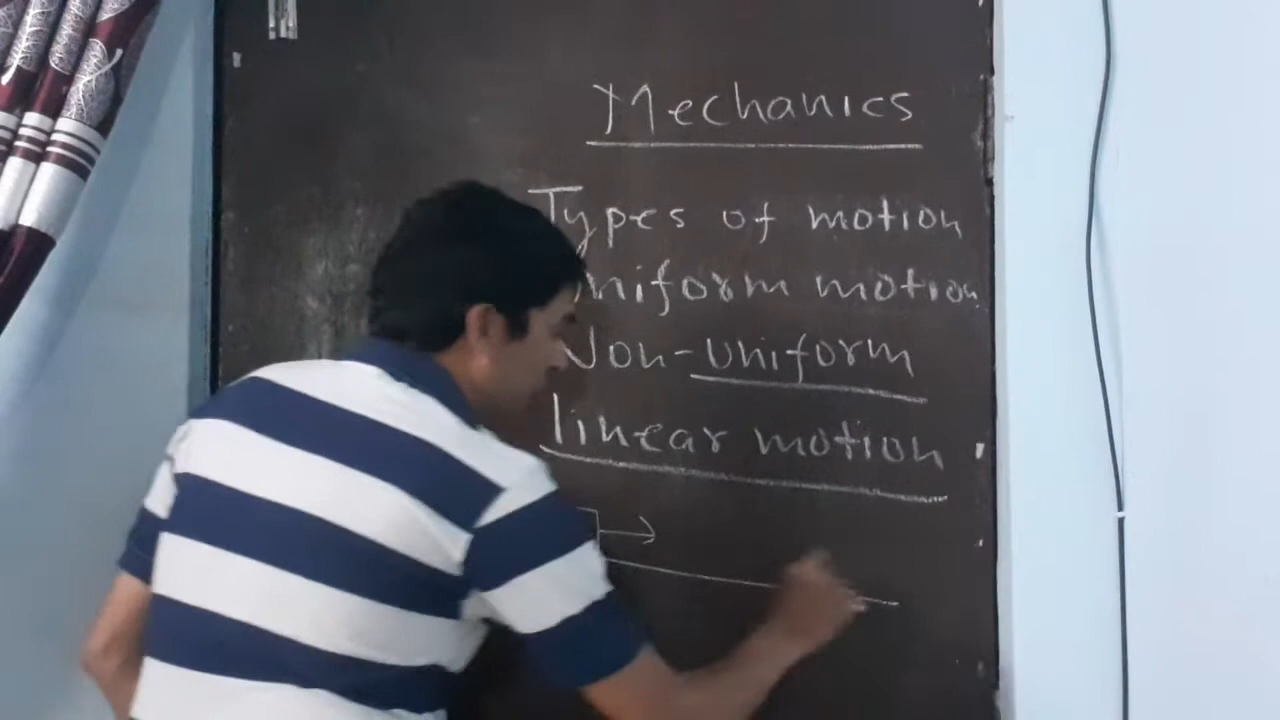 Mechanics
Types of motion
uniform motion
Non-uniform
linear motion